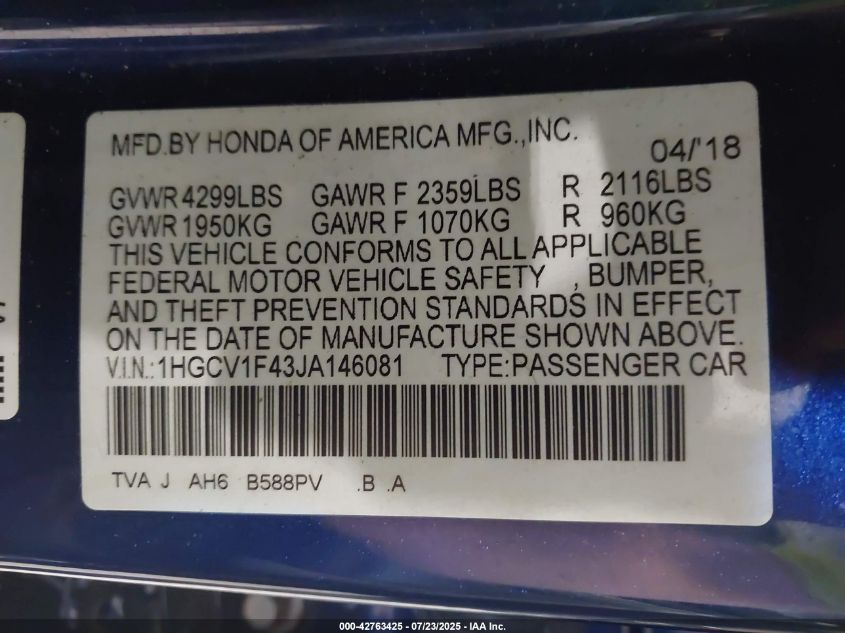 MFD.BY HONDA OF AMERICA MFG.,INC.
04/'18
GVWR 4299LBS GAWR F 2359LBS R 2116LBS
GVWR 1950KG GAWR F 1070KG R 960KG
THIS VEHICLE CONFORMS TO ALL APPLICABLE
FEDERAL MOTOR VEHICLE SAFETY , BUMPER,
AND THEFT PREVENTION STANDARDS IN EFFECT
ON THE DATE OF MANUFACTURE SHOWN ABOVE.
V.I.N.:1HGCV1F43JA146081 TYPE:PASSENGER CAR
TVA J AH6 B588PV .B .A
000-42763425 - 07/23/2025 - IAA Inc.